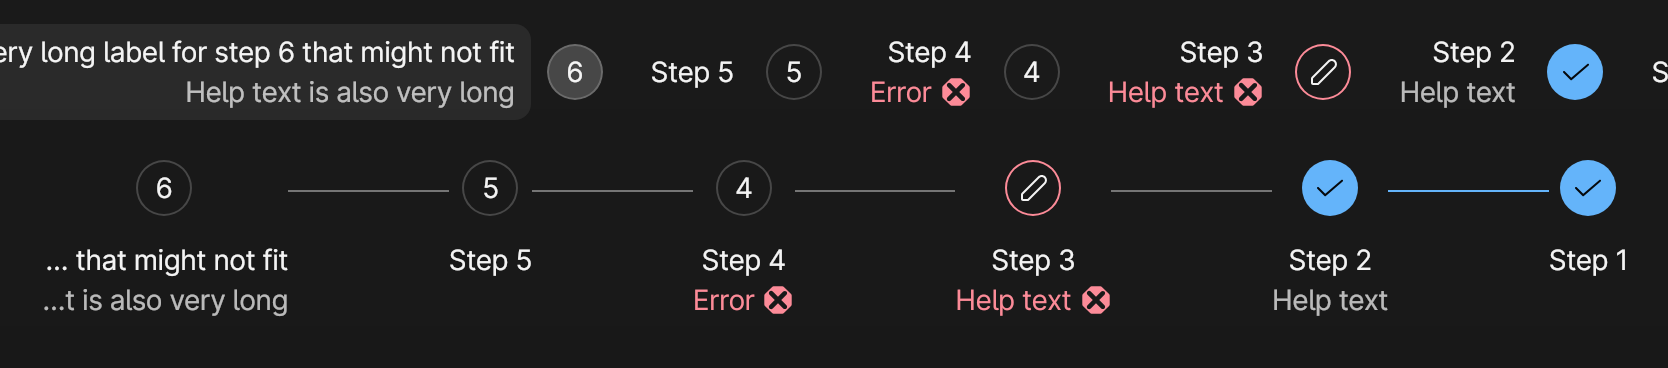 ery long label for step 6 that might not fit
Help text is also very long
6
Step 5
5
Step 4
Error
4
Step 3
Help text
Step 2
Help text
S
6
5
4
... that might not fit
...t is also very long
Step 5
Step 4
Error
Step 3
Help text
Step 2
Help text
Step 1